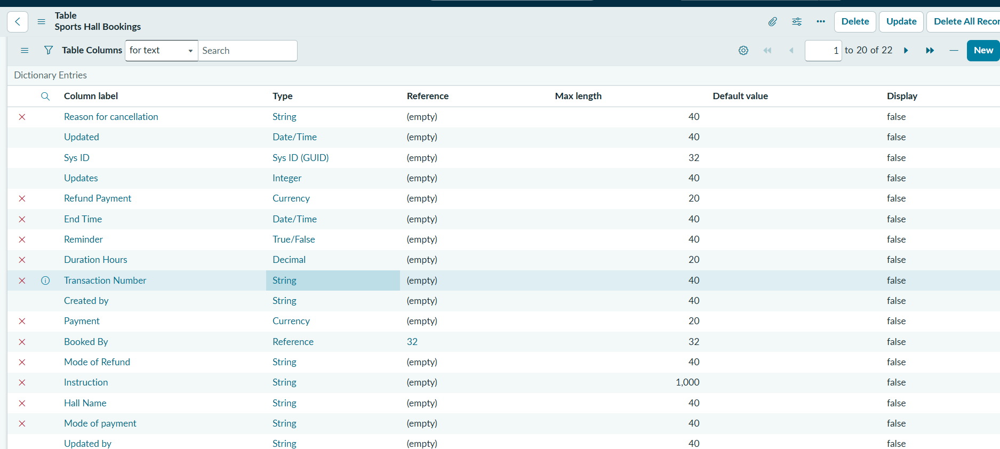 Table
Sports Hall Bookings
Delete Update Delete All Recor
Table Columns for text Search 1 to 20 of 22 New
Dictionary Entries
Column label Type Reference Max length Default value Display
Reason for cancellation String (empty) 40 false
Updated Date/Time (empty) 40 false
Sys ID Sys ID (GUID) (empty) 32 false
Updates Integer (empty) 40 false
Refund Payment Currency (empty) 20 false
End Time Date/Time (empty) 40 false
Reminder True/False (empty) 40 false
Duration Hours Decimal (empty) 20 false
Transaction Number String (empty) 40 false
Created by String (empty) 40 false
Payment Currency (empty) 20 false
Booked By Reference 32 32 false
Mode of Refund String (empty) 40 false
Instruction String (empty) 1,000 false
Hall Name String (empty) 40 false
Mode of payment String (empty) 40 false
Updated by String (empty) 40 false